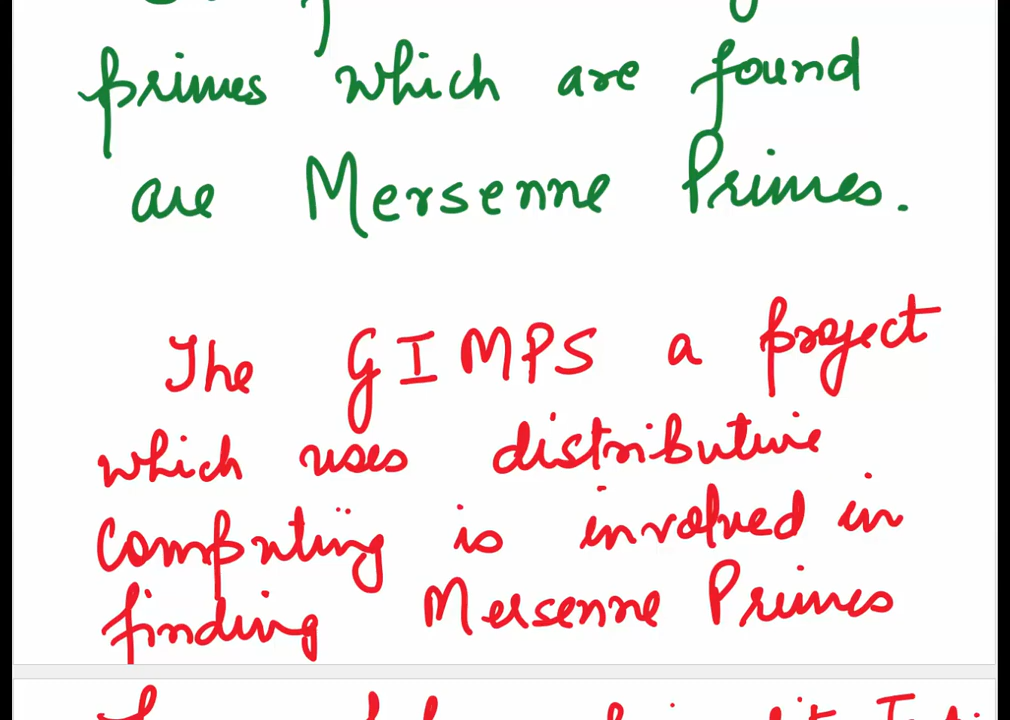 primes which are found
are Mersenne Primes.
The GIMPS a project
which uses distributive
computing is involved in
finding Mersenne Primes